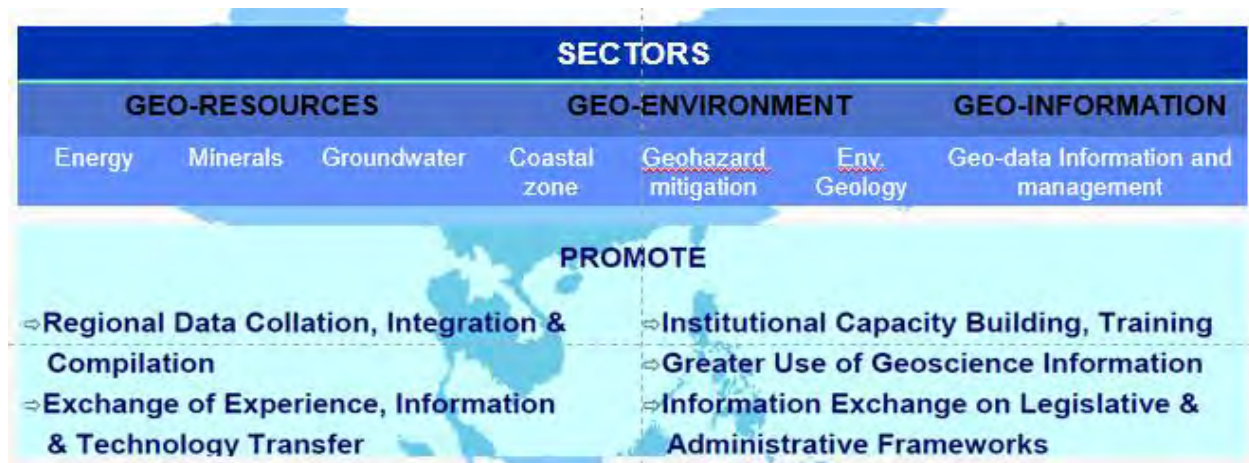 SECTORS
GEO-RESOURCES GEO-ENVIRONMENT GEO-INFORMATION
Energy Minerals Groundwater Coastal zone Geohazard mitigation Env. Geology Geo-data Information and management
PROMOTE
⇨Regional Data Collation, Integration &
Compilation
⇨Exchange of Experience, Information
& Technology Transfer
⇨Institutional Capacity Building, Training
⇨Greater Use of Geoscience Information
⇨Information Exchange on Legislative &
Administrative Frameworks